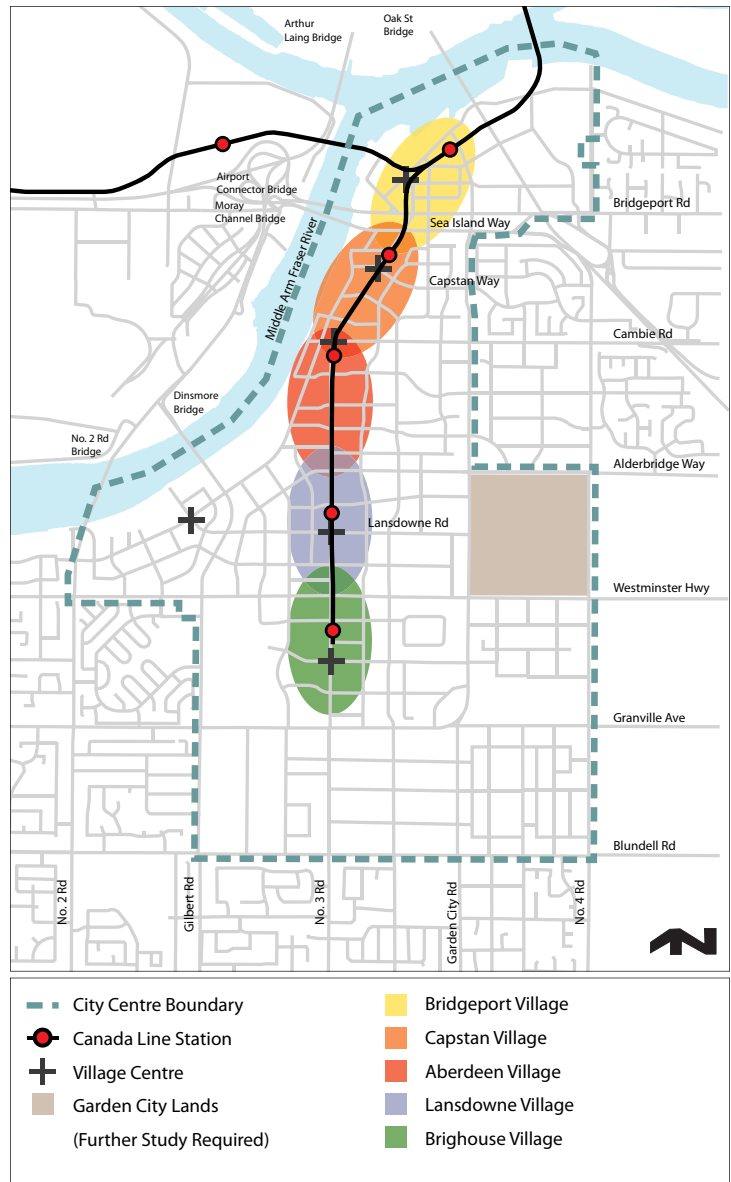 Arthur
Laing Bridge
Oak St
Bridge
Airport
Connector Bridge
Moray
Channel Bridge
Bridgeport Rd
Sea Island Way
Middle Arm Fraser River
Capstan Way
Cambie Rd
Dinsmore
Bridge
No. 2 Rd
Bridge
Alderbridge Way
Lansdowne Rd
Westminster Hwy
Granville Ave
Blundell Rd
No. 2 Rd
Gilbert Rd
No. 3 Rd
Garden City Rd
No. 4 Rd
N
City Centre Boundary
Canada Line Station
Village Centre
Garden City Lands
(Further Study Required)
Bridgeport Village
Capstan Village
Aberdeen Village
Lansdowne Village
Brighouse Village